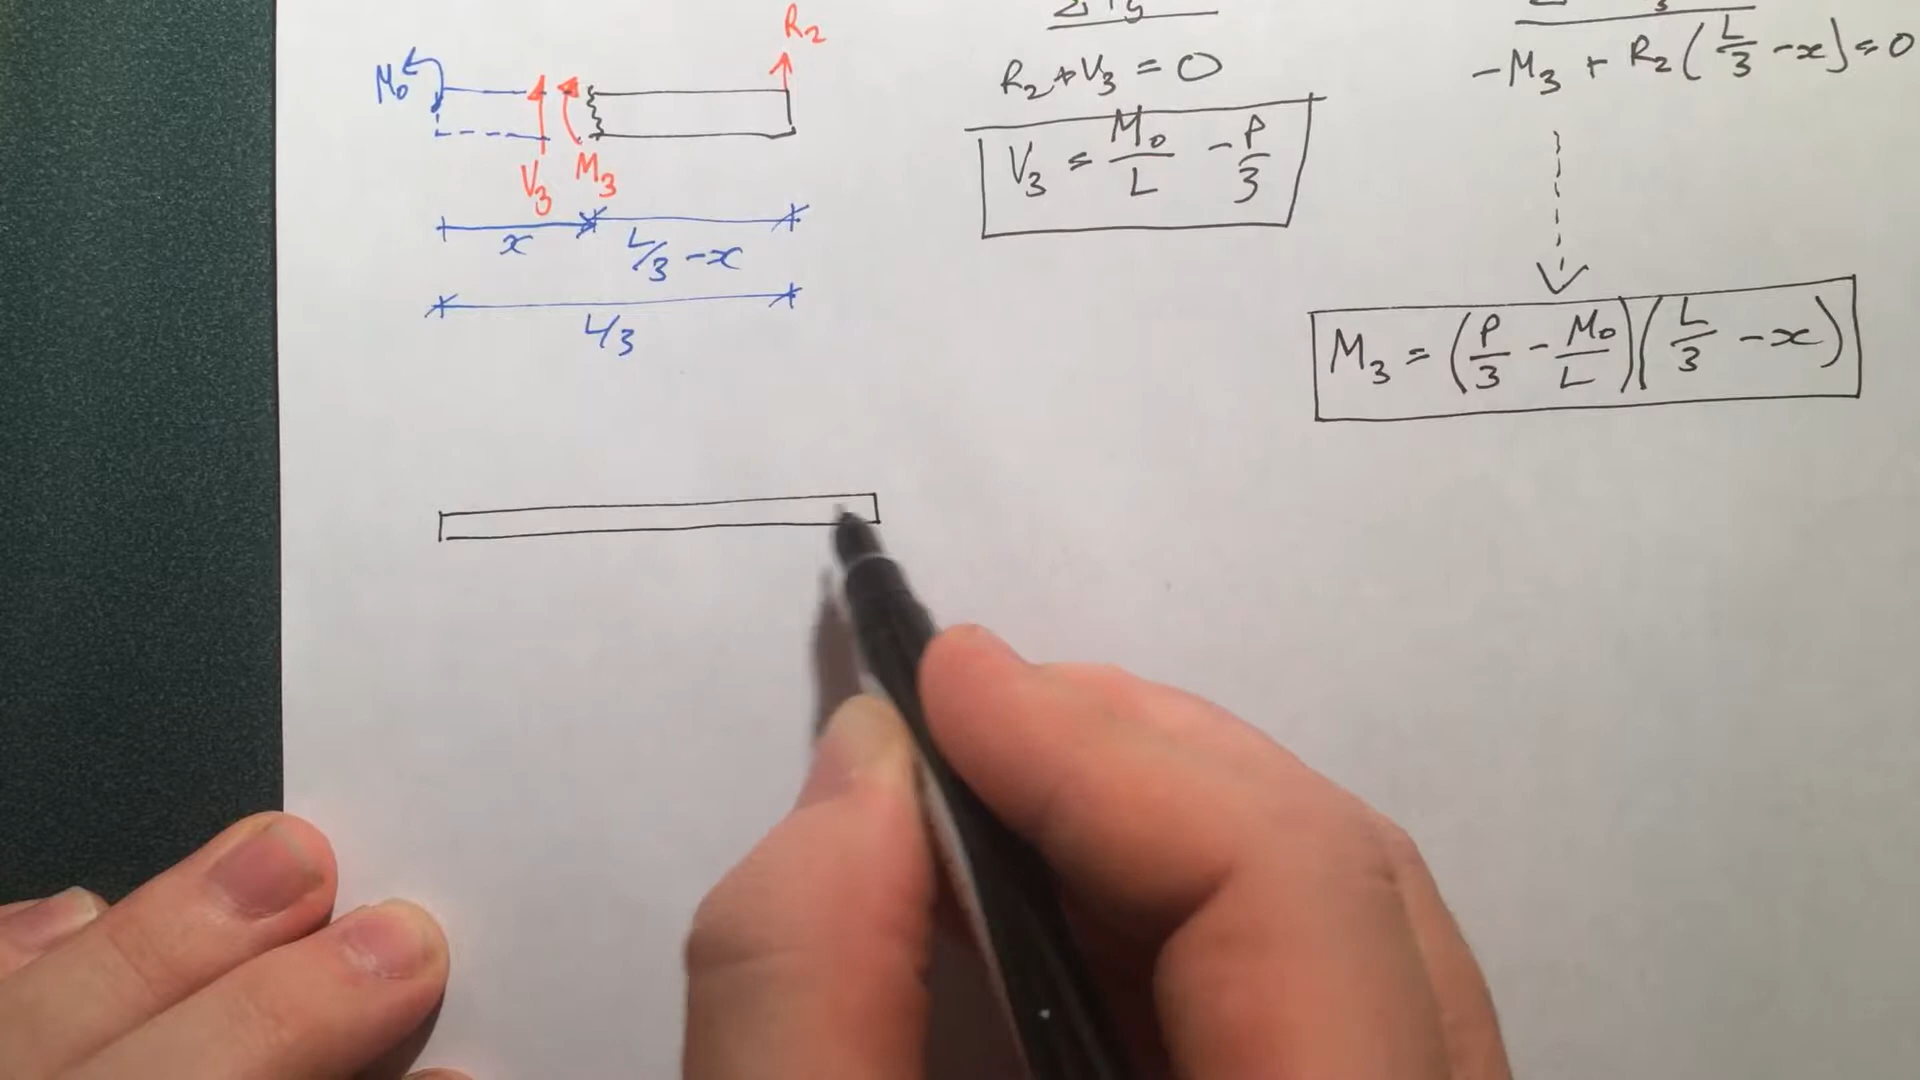 R₂
M₀
V₃ M₃
x L/3 -x
L/3
ΣFy
R₂ + V₃ = 0
V₃ = M₀/L - P/3
-M₃ + R₂(L/3 -x) = 0
M₃ = (P/3 - M₀/L)(L/3 -x)